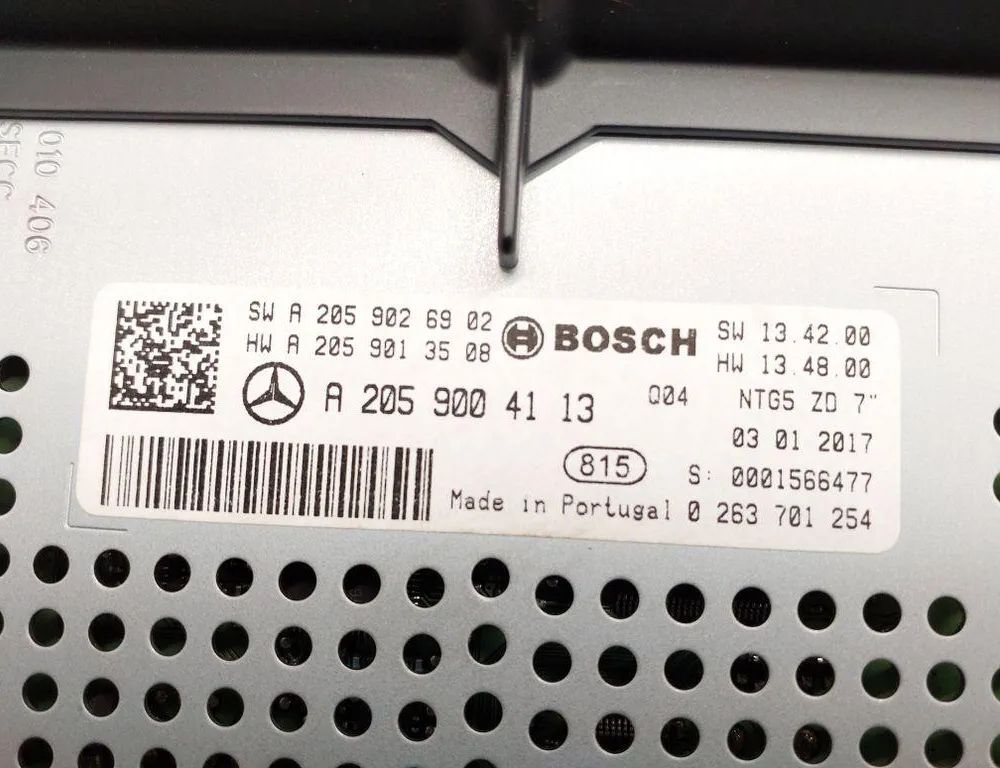 010 406
SW A 205 902 69 02
HW A 205 901 35 08
BOSCH
SW 13.42.00
HW 13.48.00
A 205 900 41 13
Q04
NTG5 ZD 7"
03 01 2017
815
S: 0001566477
Made in Portugal 0 263 701 254